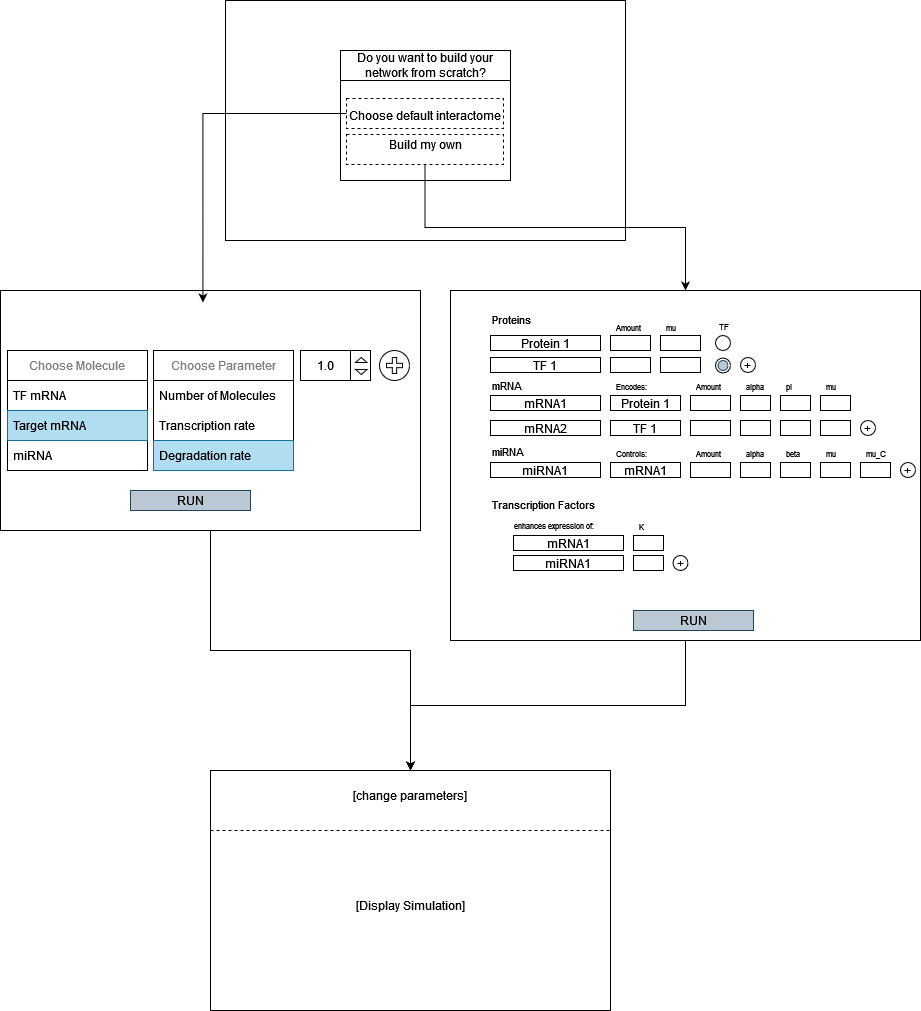 Do you want to build your
network from scratch?
Choose default interactome
Build my own
Choose Molecule
Choose Parameter
1.0
TF mRNA
Number of Molecules
Target mRNA
Transcription rate
miRNA
Degradation rate
RUN
Proteins
Amount mu TF
Protein 1
TF 1
mRNA
Encodes: Amount alpha pi mu
mRNA1 Protein 1
mRNA2 TF 1
miRNA
Controls: Amount alpha beta mu mu_C
miRNA1 mRNA1
Transcription Factors
enhances expression of: K
mRNA1
miRNA1
RUN
[change parameters]
[Display Simulation]